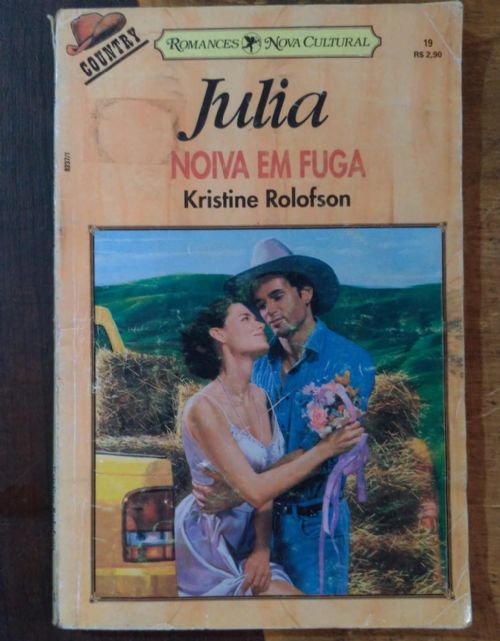 COUNTRY
ROMANCES NOVA CULTURAL
19
R$ 2,90
Julia
NOIVA EM FUGA
Kristine Rolofson